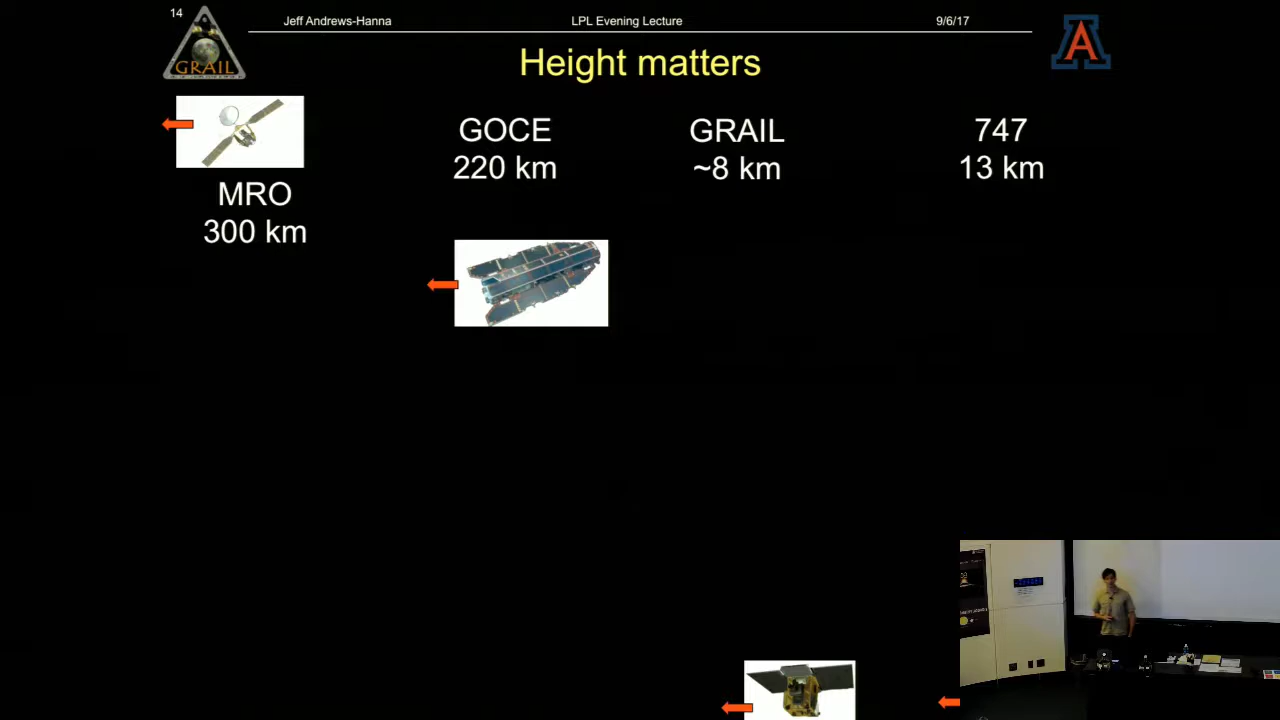 14
Jeff Andrews-Hanna
LPL Evening Lecture
9/6/17
GRAIL
A
Height matters
MRO
300 km
GOCE
220 km
GRAIL
~8 km
747
13 km